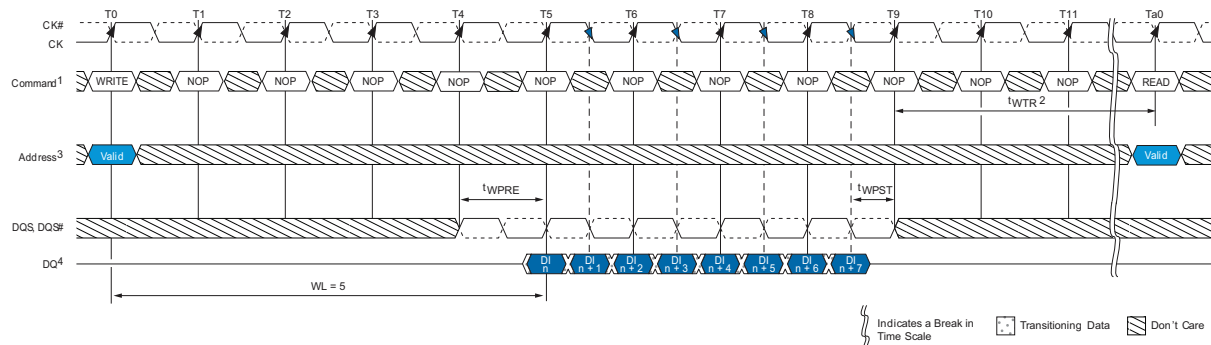 T0 T1 T2 T3 T4 T5 T6 T7 T8 T9 T10 T11 Ta0
CK#
CK
Command1 WRITE NOP NOP NOP NOP NOP NOP NOP NOP NOP NOP NOP READ
tWTR 2
Address3 Valid Valid
tWPRE tWPST
DQS, DQS#
DQ4 DI n DI n + 1 DI n + 2 DI n + 3 DI n + 4 DI n + 5 DI n + 6 DI n + 7
WL = 5
Indicates a Break in
Time Scale
Transitioning Data
Don't Care